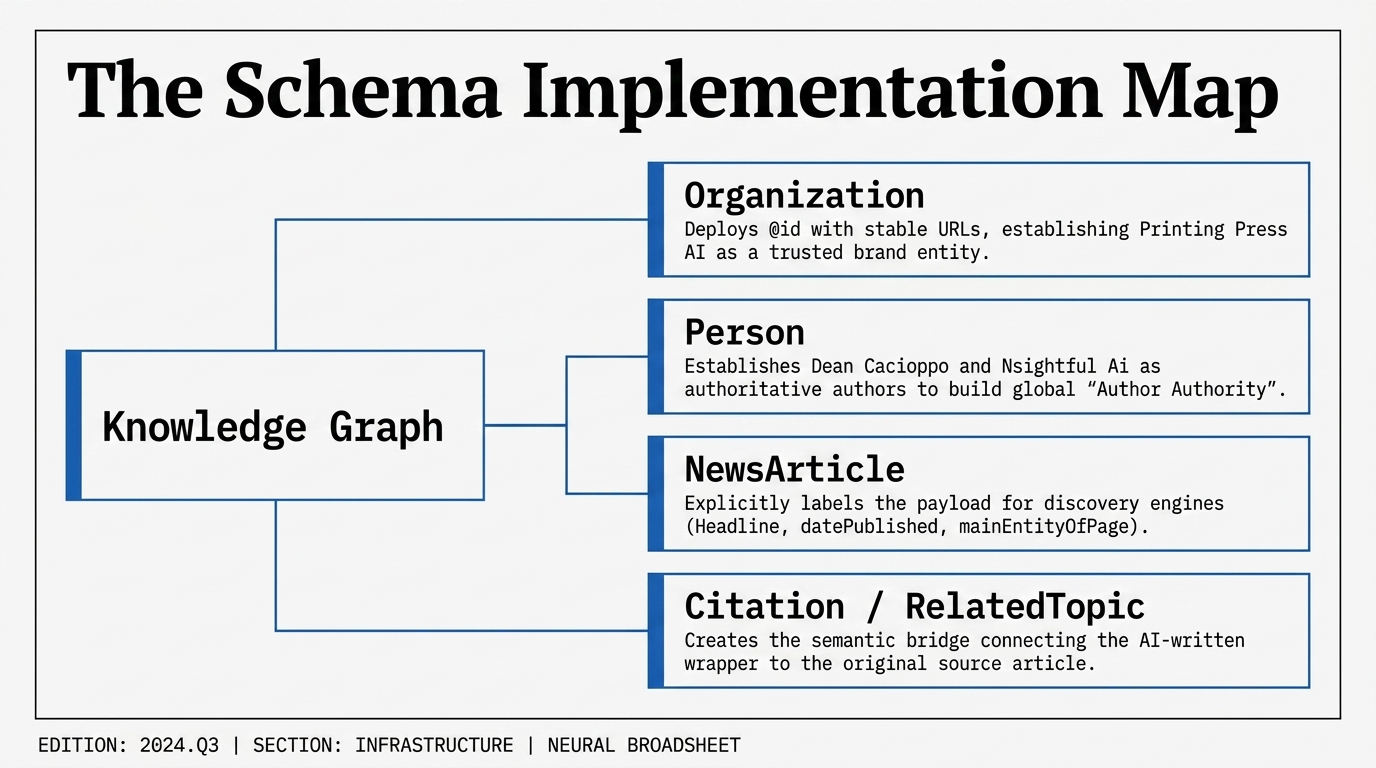 The Schema Implementation Map
Organization
Deploys @id with stable URLs, establishing Printing Press
AI as a trusted brand entity.
Person
Establishes Dean Cacioppo and Nsightful Ai as
authoritative authors to build global “Author Authority”.
Knowledge Graph
NewsArticle
Explicitly labels the payload for discovery engines
(Headline, datePublished, mainEntityOfPage).
Citation / RelatedTopic
Creates the semantic bridge connecting the AI-written
wrapper to the original source article.
EDITION: 2024.Q3 | SECTION: INFRASTRUCTURE | NEURAL BROADSHEET